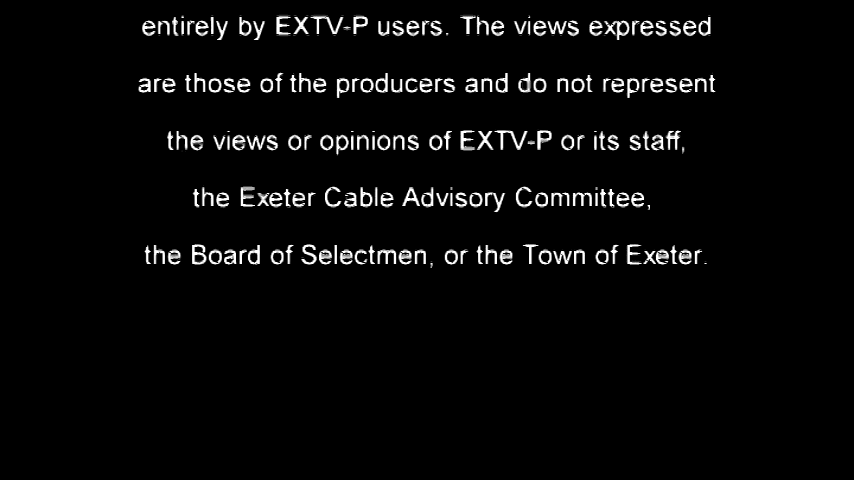 entirely by EXTV-P users. The views expressed
are those of the producers and do not represent
the views or opinions of EXTV-P or its staff,
the Exeter Cable Advisory Committee,
the Board of Selectmen, or the Town of Exeter.